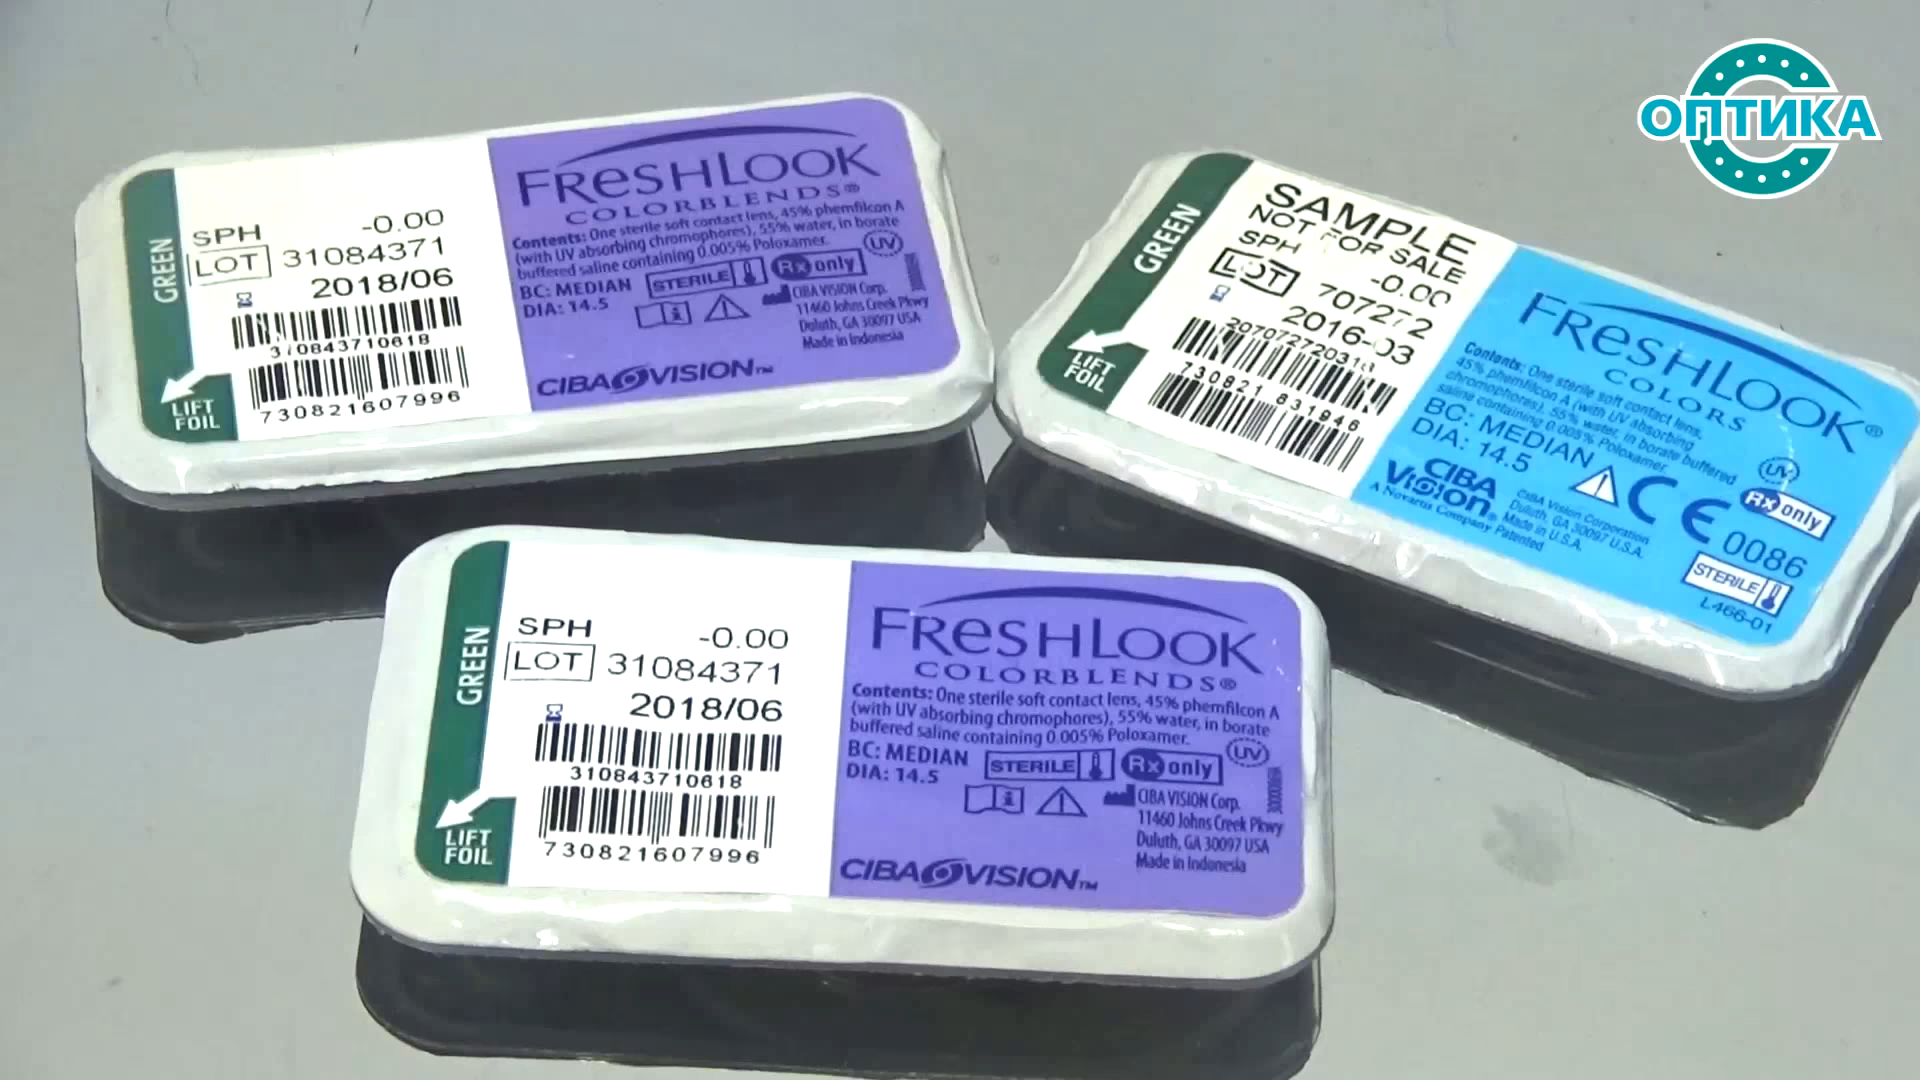 ОПТИКА
GREEN
LIFT
FOIL
SPH -0.00
LOT 31084371
2018/06
310843710618
730821607996
FRESHLOOK
COLORBLENDS®
Contents: One sterile soft contact lens, 45% phemfilcon A
(with UV absorbing chromophores), 55% water, in borate
buffered saline containing 0.005% Poloxamer.
UV
BC: MEDIAN STERILE Rx only
DIA: 14.5
CIBA VISION Corp.
11460 Johns Creek Pkwy
Duluth, GA 30097 USA
Made in Indonesia
CIBA VISION™
GREEN
LIFT
FOIL
SAMPLE
NOT FOR SALE
SPH -0.00
LOT 707272
2016-03
730821 831946
FRESHLOOK®
COLORS
Contents: One sterile soft contact lens,
45% phemfilcon A (with UV absorbing
chromophores), 55% water, in borate buffered
saline containing 0.005% Poloxamer
BC: MEDIAN
DIA: 14.5
UV
Rx only
CIBA
Vision®
A Novartis Company
CIBA Vision Corporation
Duluth, GA 30097 U.S.A.
Made in U.S.A.
Patented
CE 0086
STERILE
L466-01
GREEN
LIFT
FOIL
SPH -0.00
LOT 31084371
2018/06
310843710618
730821607996
FRESHLOOK
COLORBLENDS®
Contents: One sterile soft contact lens, 45% phemfilcon A
(with UV absorbing chromophores), 55% water, in borate
buffered saline containing 0.005% Poloxamer.
UV
BC: MEDIAN STERILE Rx only
DIA: 14.5
CIBA VISION Corp.
11460 Johns Creek Pkwy
Duluth, GA 30097 USA
Made in Indonesia
CIBA VISION™